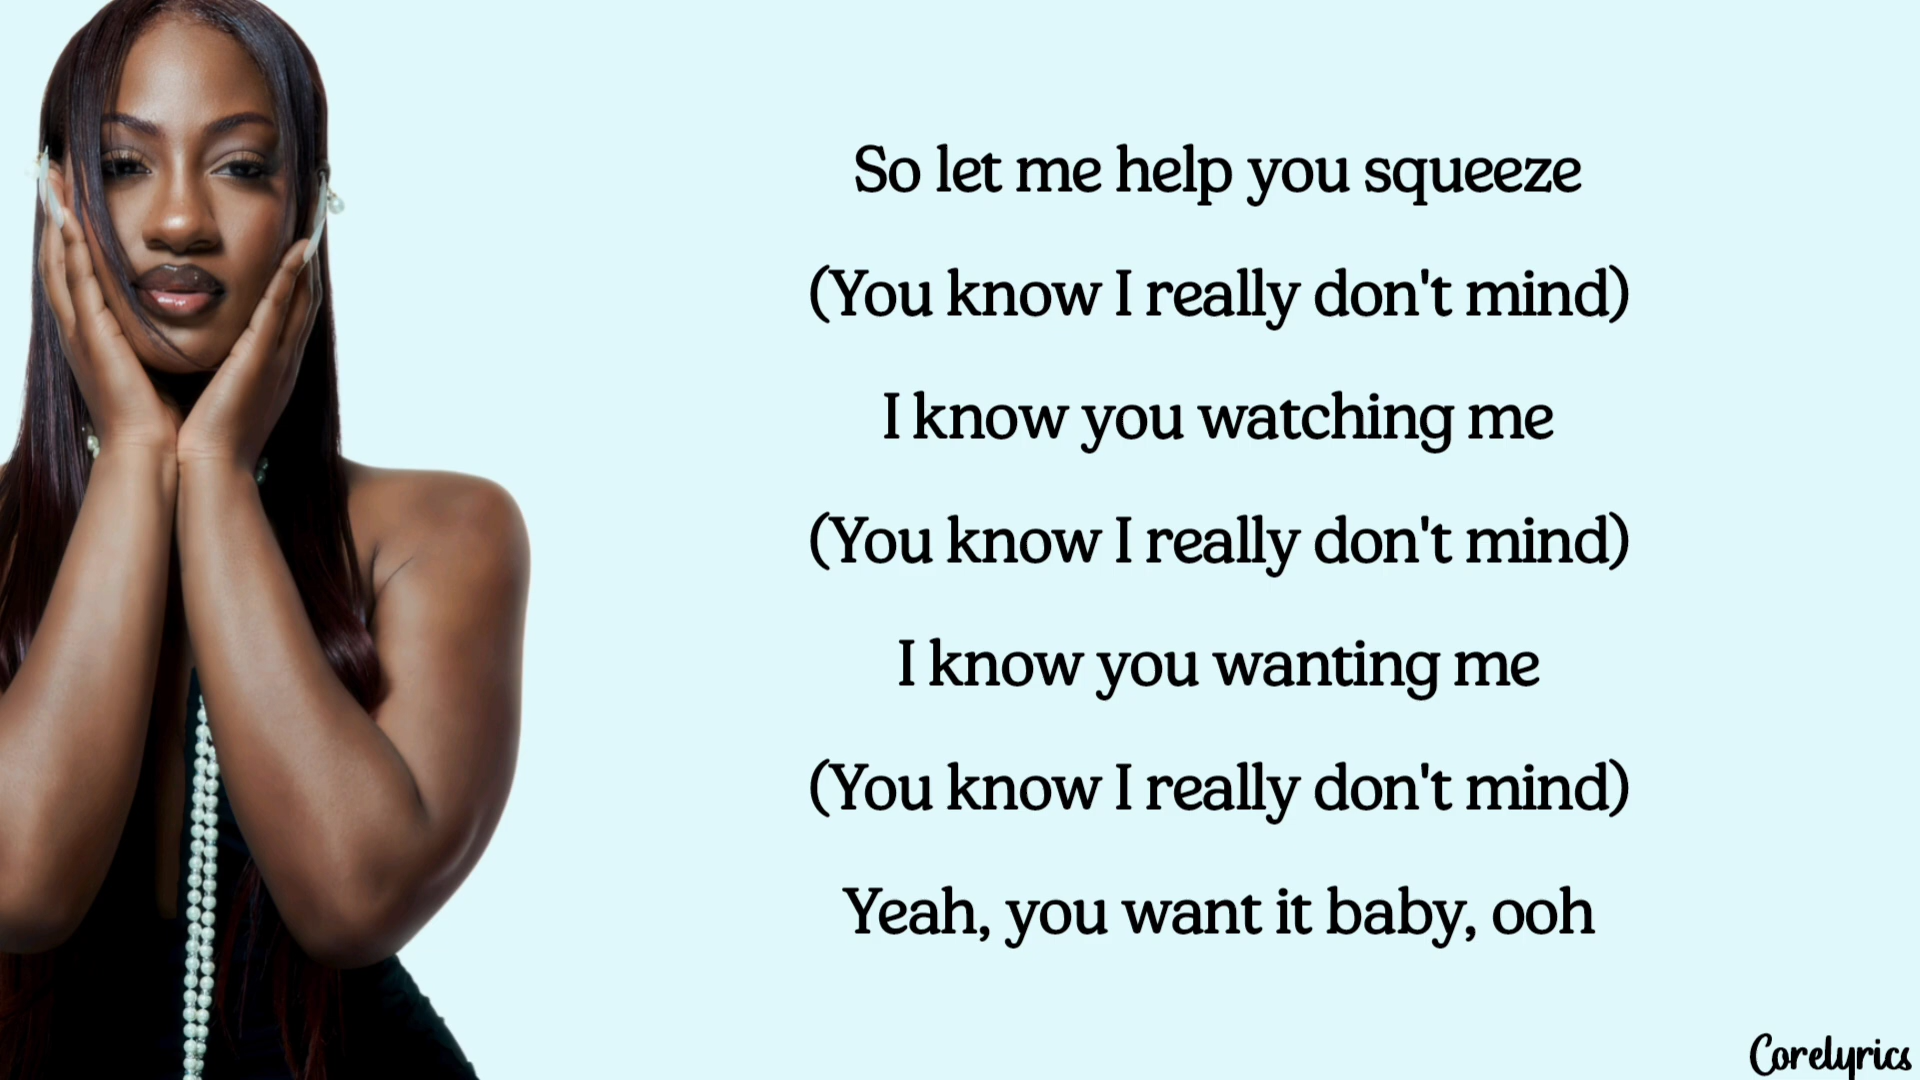 So let me help you squeeze
(You know I really don't mind)
I know you watching me
(You know I really don't mind)
I know you wanting me
(You know I really don't mind)
Yeah, you want it baby, ooh
Corelyrics